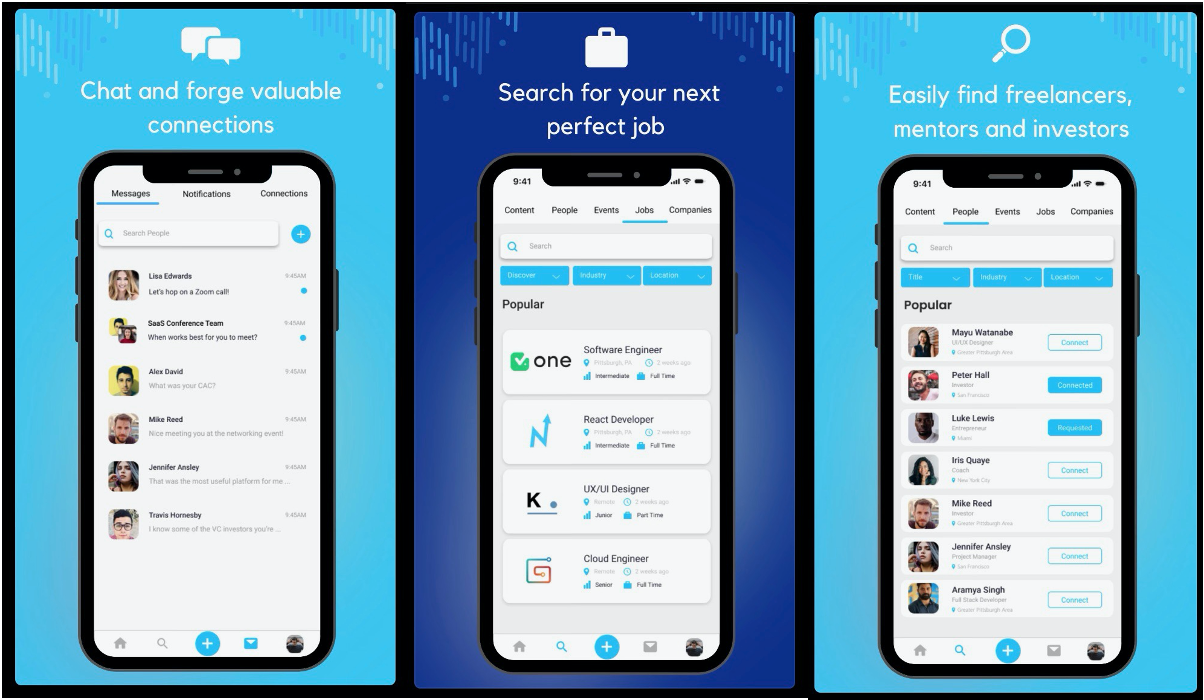 Chat and forge valuable
connections
Messages Notifications Connections
Search People
Lisa Edwards 9:45AM
Let's hop on a Zoom call!
SaaS Conference Team 9:45AM
When works best for you to meet?
Alex David 9:45AM
What was your CAC?
Mike Reed 9:45AM
Nice meeting you at the networking event!
Jennifer Ansley 9:45AM
That was the most useful platform for me ...
Travis Hornesby 9:45AM
I know some of the VC investors you're ...
Search for your next
perfect job
9:41
Content People Events Jobs Companies
Search
Discover Industry Location
Popular
one
Software Engineer
Pittsburgh, PA 2 weeks ago
Intermediate Full Time
N
React Developer
Pittsburgh, PA 2 weeks ago
Intermediate Full Time
K.
UX/UI Designer
Remote 2 weeks ago
Junior Part Time
Cloud Engineer
Remote 2 weeks ago
Senior Full Time
Easily find freelancers,
mentors and investors
9:41
Content People Events Jobs Companies
Search
Title Industry Location
Popular
Mayu Watanabe
UI/UX Designer
Greater Pittsburgh Area
Connect
Peter Hall
Investor
San Francisco
Connected
Luke Lewis
Entrepreneur
Miami
Requested
Iris Quaye
Coach
New York City
Connect
Mike Reed
Investor
Greater Pittsburgh Area
Connect
Jennifer Ansley
Project Manager
San Francisco
Connect
Aramya Singh
Full Stack Developer
Greater Pittsburgh Area
Connect